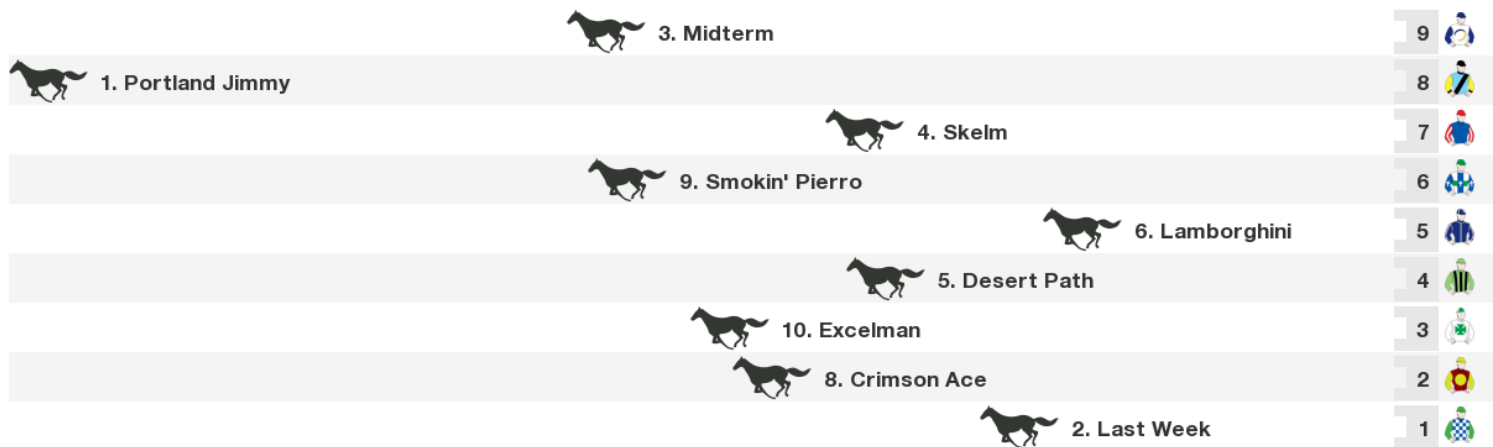 3. Midterm 9
1. Portland Jimmy 8
4. Skelm 7
9. Smokin' Pierro 6
6. Lamborghini 5
5. Desert Path 4
10. Excelman 3
8. Crimson Ace 2
2. Last Week 1